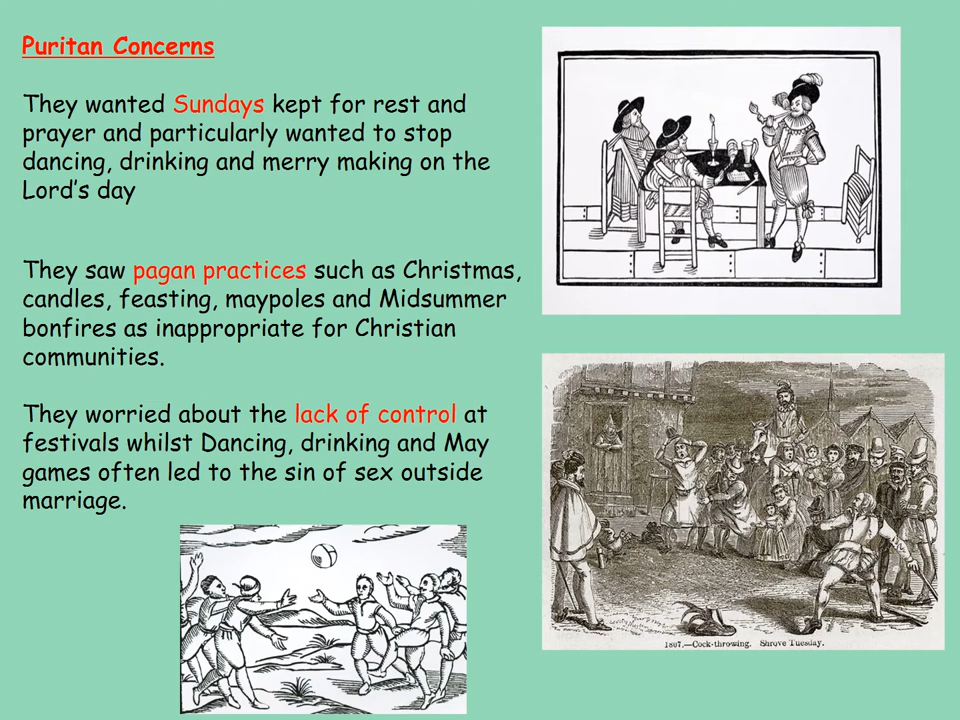 Puritan Concerns
They wanted Sundays kept for rest and
prayer and particularly wanted to stop
dancing, drinking and merry making on the
Lord’s day
They saw pagan practices such as Christmas,
candles, feasting, maypoles and Midsummer
bonfires as inappropriate for Christian
communities.
They worried about the lack of control at
festivals whilst Dancing, drinking and May
games often led to the sin of sex outside
marriage.
1807.—Cock-throwing. Shrove Tuesday.